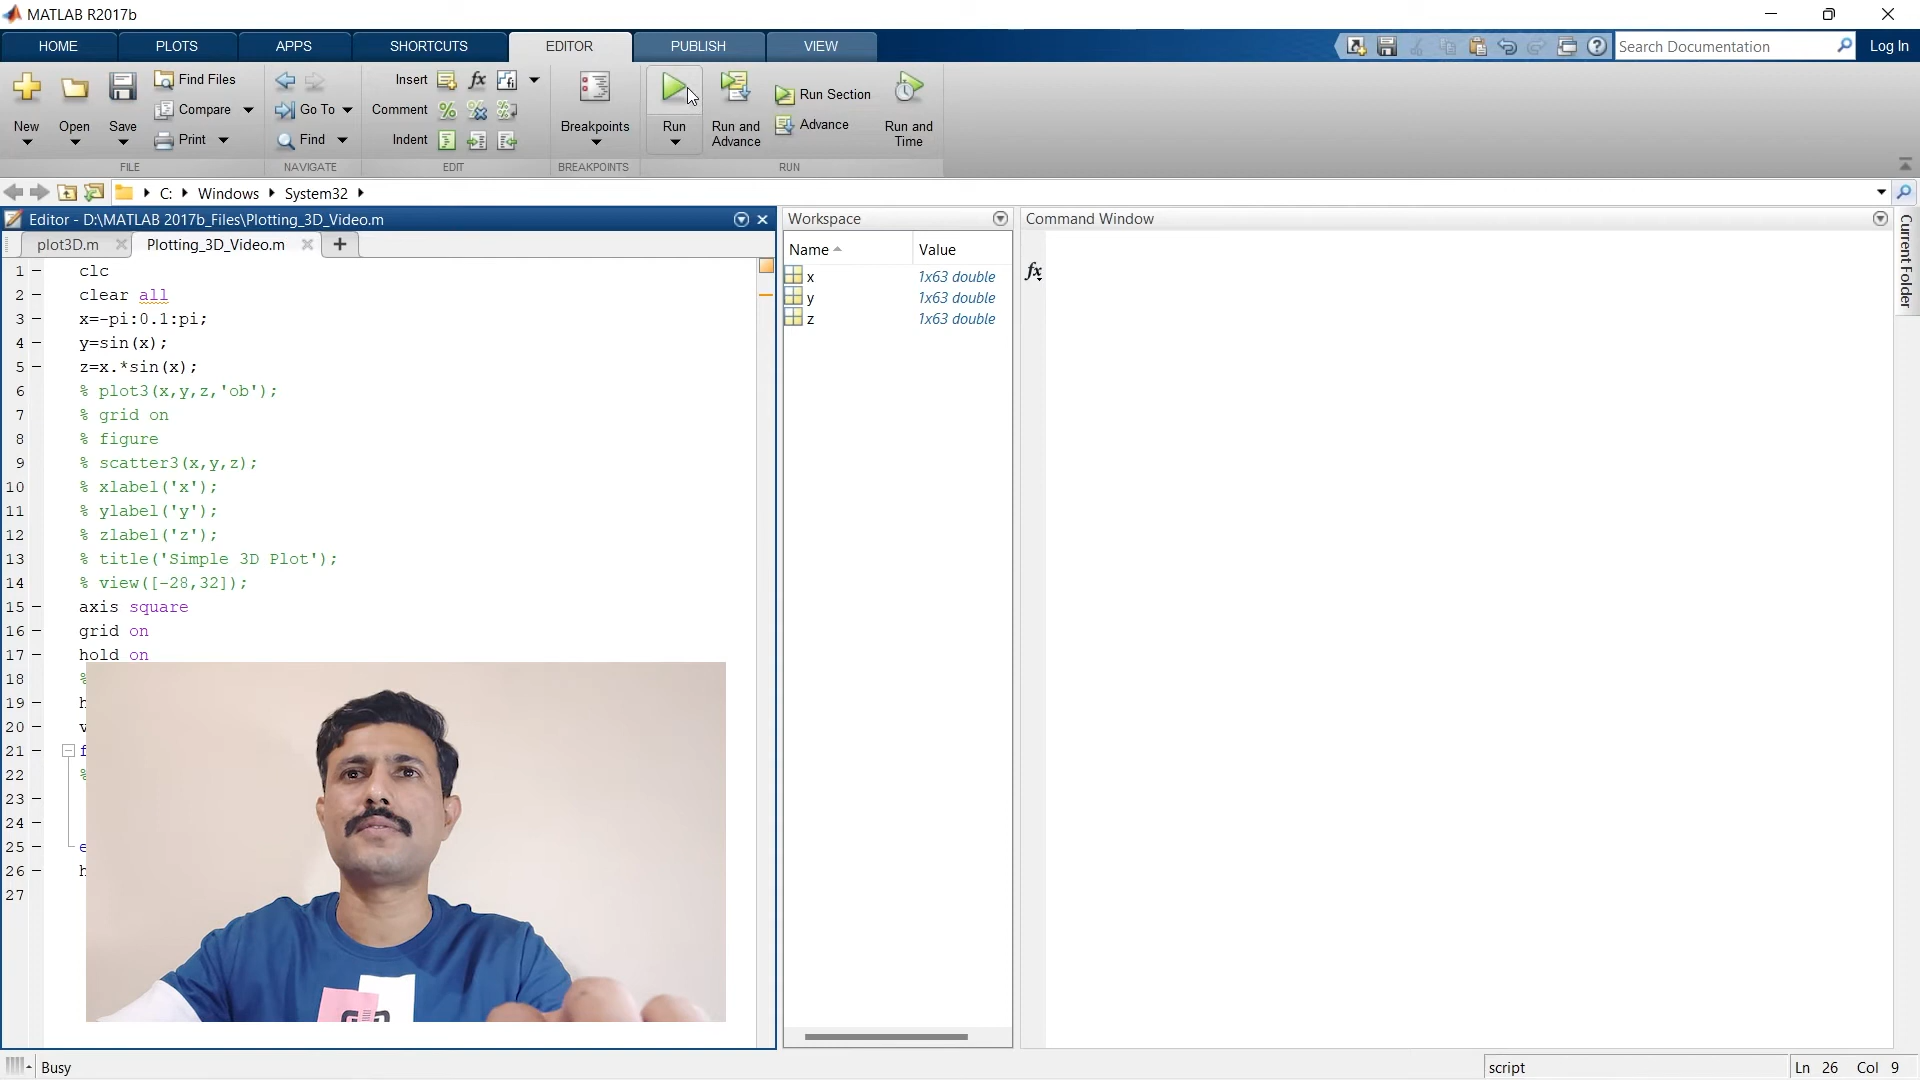 MATLAB R2017b
HOME PLOTS APPS SHORTCUTS EDITOR PUBLISH VIEW
Search Documentation
Log In
New
Open
Save
Find Files
Compare
Print
FILE
Go To
Find
NAVIGATE
Insert
Comment
Indent
EDIT
Breakpoints
BREAKPOINTS
Run
Run and
Advance
Run Section
Advance
Run and
Time
RUN
C: Windows System32
Editor - D:\MATLAB 2017b_Files\Plotting_3D_Video.m
plot3D.m Plotting_3D_Video.m
1 clc
2 clear all
3 x=-pi:0.1:pi;
4 y=sin(x);
5 z=x.*sin(x);
6 % plot3(x,y,z,'ob');
7 % grid on
8 % figure
9 % scatter3(x,y,z);
10 % xlabel('x');
11 % ylabel('y');
12 % zlabel('z');
13 % title('Simple 3D Plot');
14 % view([-28,32]);
15 axis square
16 grid on
17 hold on
18 %
19 h
20 v
21 f
22 %
23
24
25 e
26 h
27
Workspace
Name Value
x 1x63 double
y 1x63 double
z 1x63 double
Command Window
fx
Current Folder
Busy
script
Ln 26 Col 9